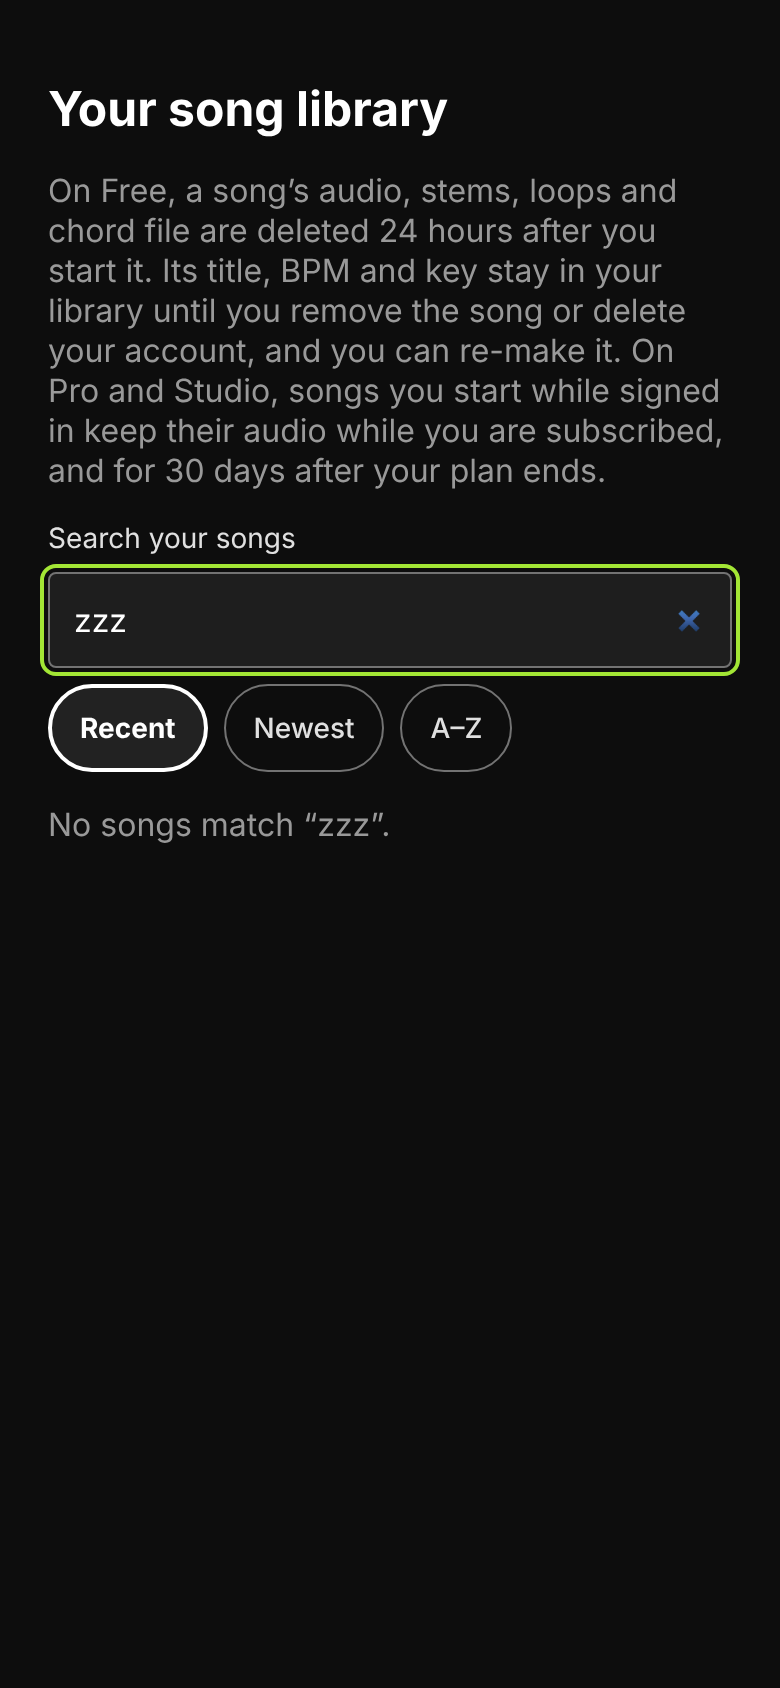 Your song library
On Free, a song’s audio, stems, loops and
chord file are deleted 24 hours after you
start it. Its title, BPM and key stay in your
library until you remove the song or delete
your account, and you can re-make it. On
Pro and Studio, songs you start while signed
in keep their audio while you are subscribed,
and for 30 days after your plan ends.
Search your songs
zzz
Recent Newest A–Z
No songs match “zzz”.